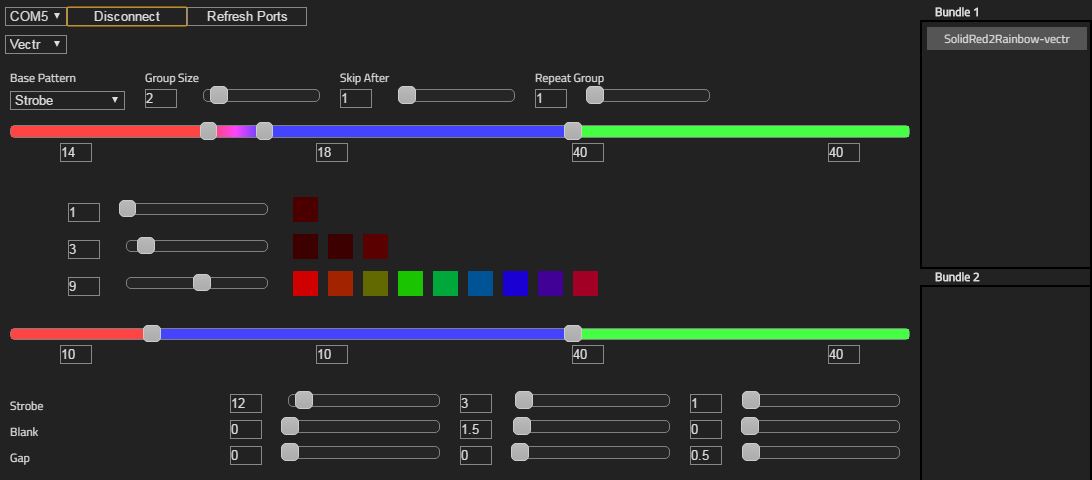 COM5 Disconnect Refresh Ports
Vectr
Base Pattern Group Size Skip After Repeat Group
Strobe 2 1 1
14 18 40 40
1
3
9
10 10 40 40
Strobe 12 3 1
Blank 0 1.5 0
Gap 0 0 0.5
Bundle 1
SolidRed2Rainbow-vectr
Bundle 2